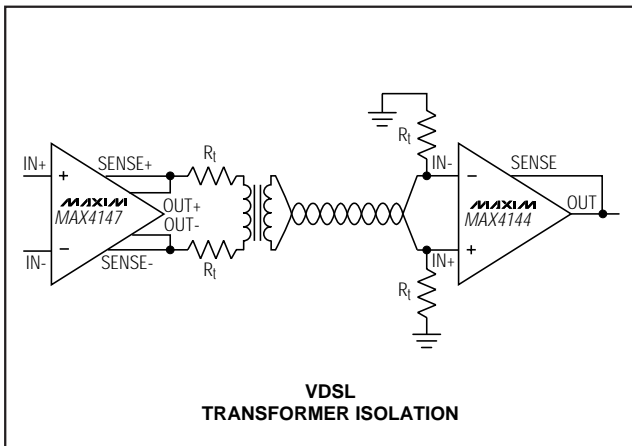 IN+
IN-
+
−
SENSE+
MAXIM
MAX4147
OUT+
OUT-
SENSE-
Rt
Rt
Rt
IN-
SENSE
−
MAXIM
MAX4144
OUT
IN+
+
Rt
VDSL
TRANSFORMER ISOLATION